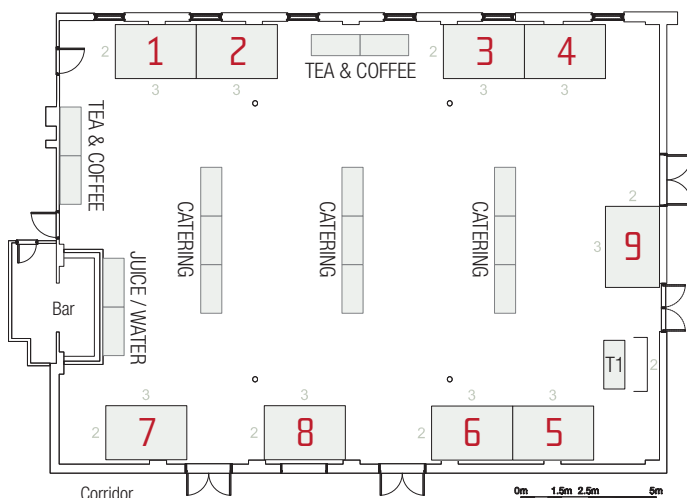 1
2
3
4
2
2
3
3
3
3
TEA & COFFEE
TEA & COFFEE
CATERING
CATERING
CATERING
2
3
9
JUICE / WATER
Bar
T1
2
3
3
3
3
2
7
2
8
2
6
5
Corridor
0m 1.5m 2.5m 5m